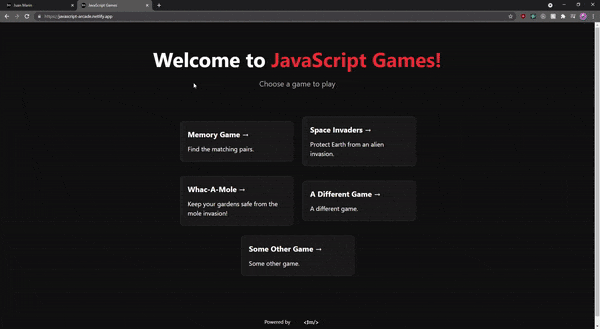 Juan Marin
JavaScript Games
https://javascript-arcade.netlify.app
Welcome to JavaScript Games!
Choose a game to play
Memory Game →
Find the matching pairs.
Space Invaders →
Protect Earth from an alien
invasion.
Whac-A-Mole →
Keep your gardens safe from the
mole invasion!
A Different Game →
A different game.
Some Other Game →
Some other game.
Powered by